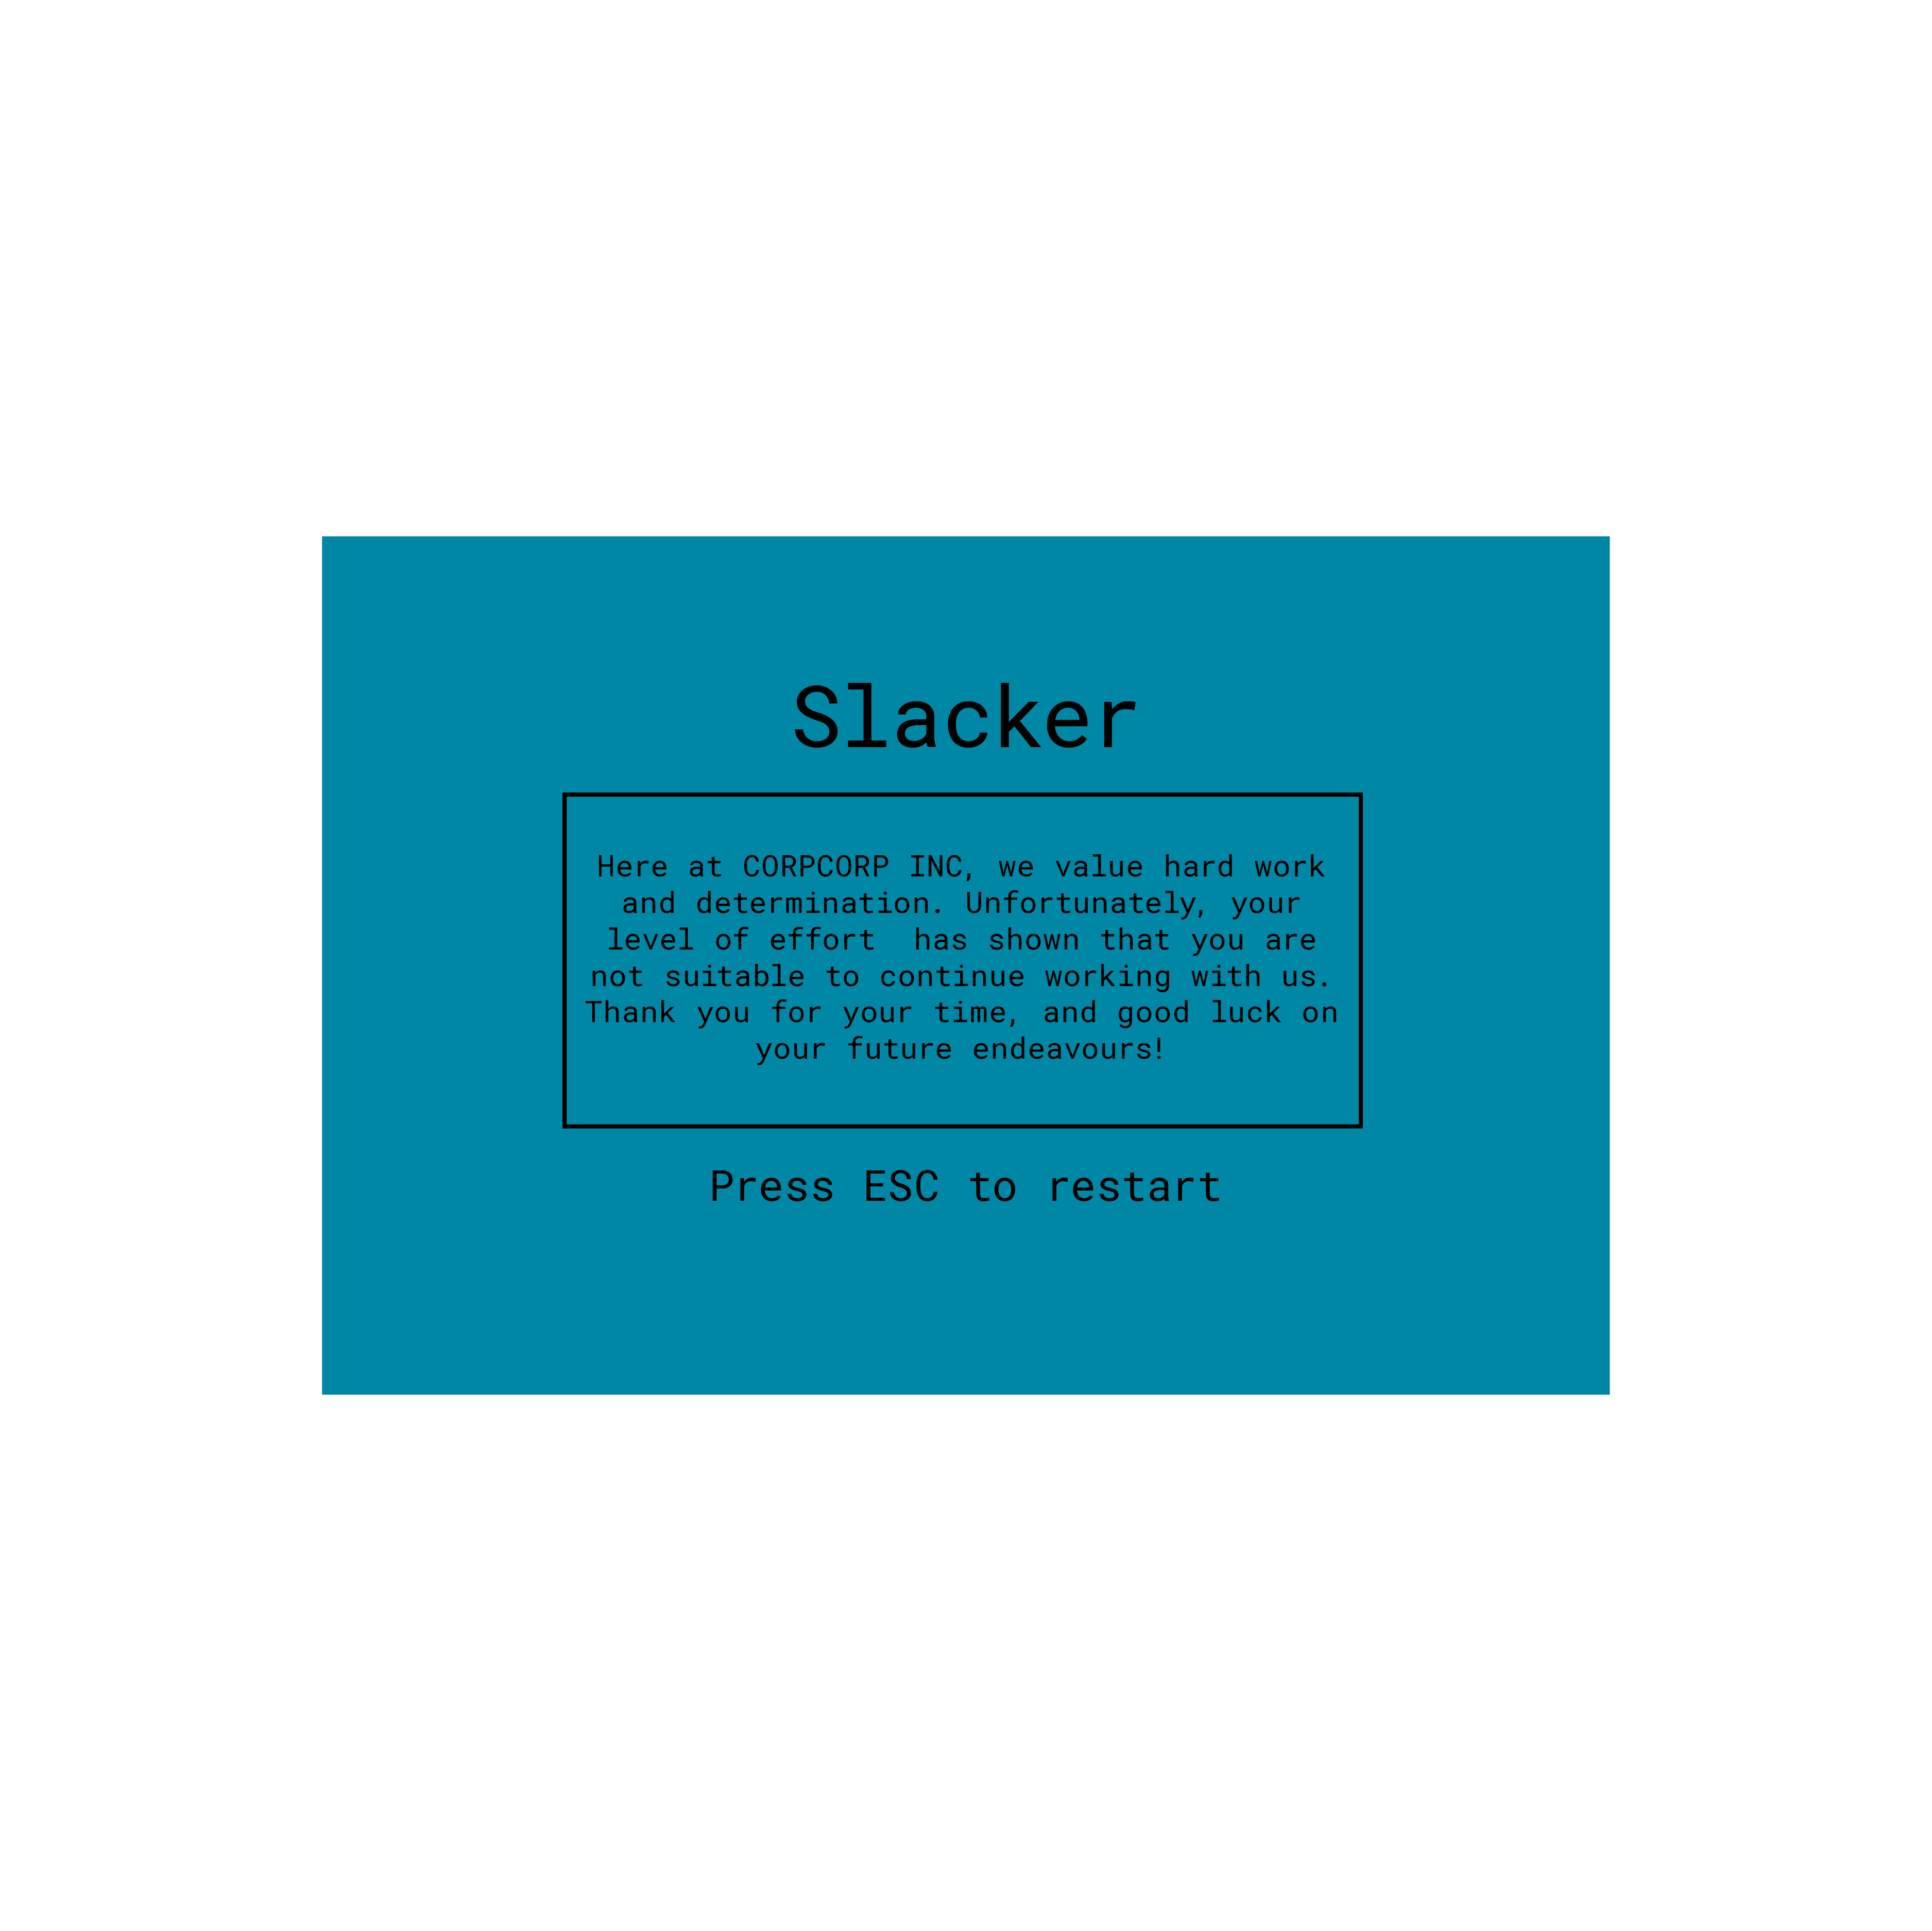 Slacker
Here at CORPCORP INC, we value hard work
and determination. Unfortunately, your
level of effort  has shown that you are
not suitable to continue working with us.
Thank you for your time, and good luck on
your future endeavours!
Press ESC to restart